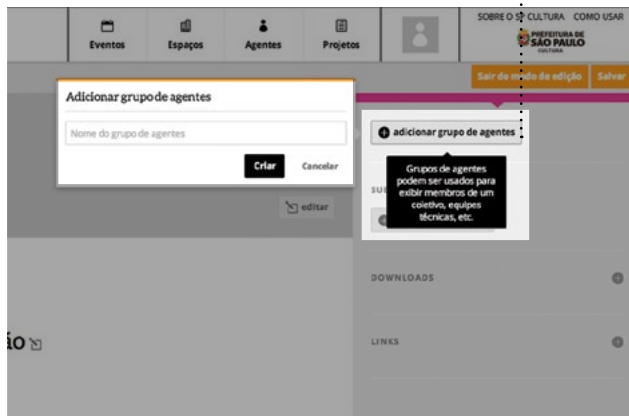 SOBRE O SP CULTURA COMO USAR
Eventos Espaços Agentes Projetos
PREFEITURA DE
SÃO PAULO
CULTURA
Sair do modo de edição Salvar
Adicionar grupo de agentes
Nome do grupo de agentes
Criar Cancelar
adicionar grupo de agentes
Grupos de agentes
podem ser usados para
exibir membros de um
coletivo, equipes
técnicas, etc.
editar
DOWNLOADS
ão
LINKS